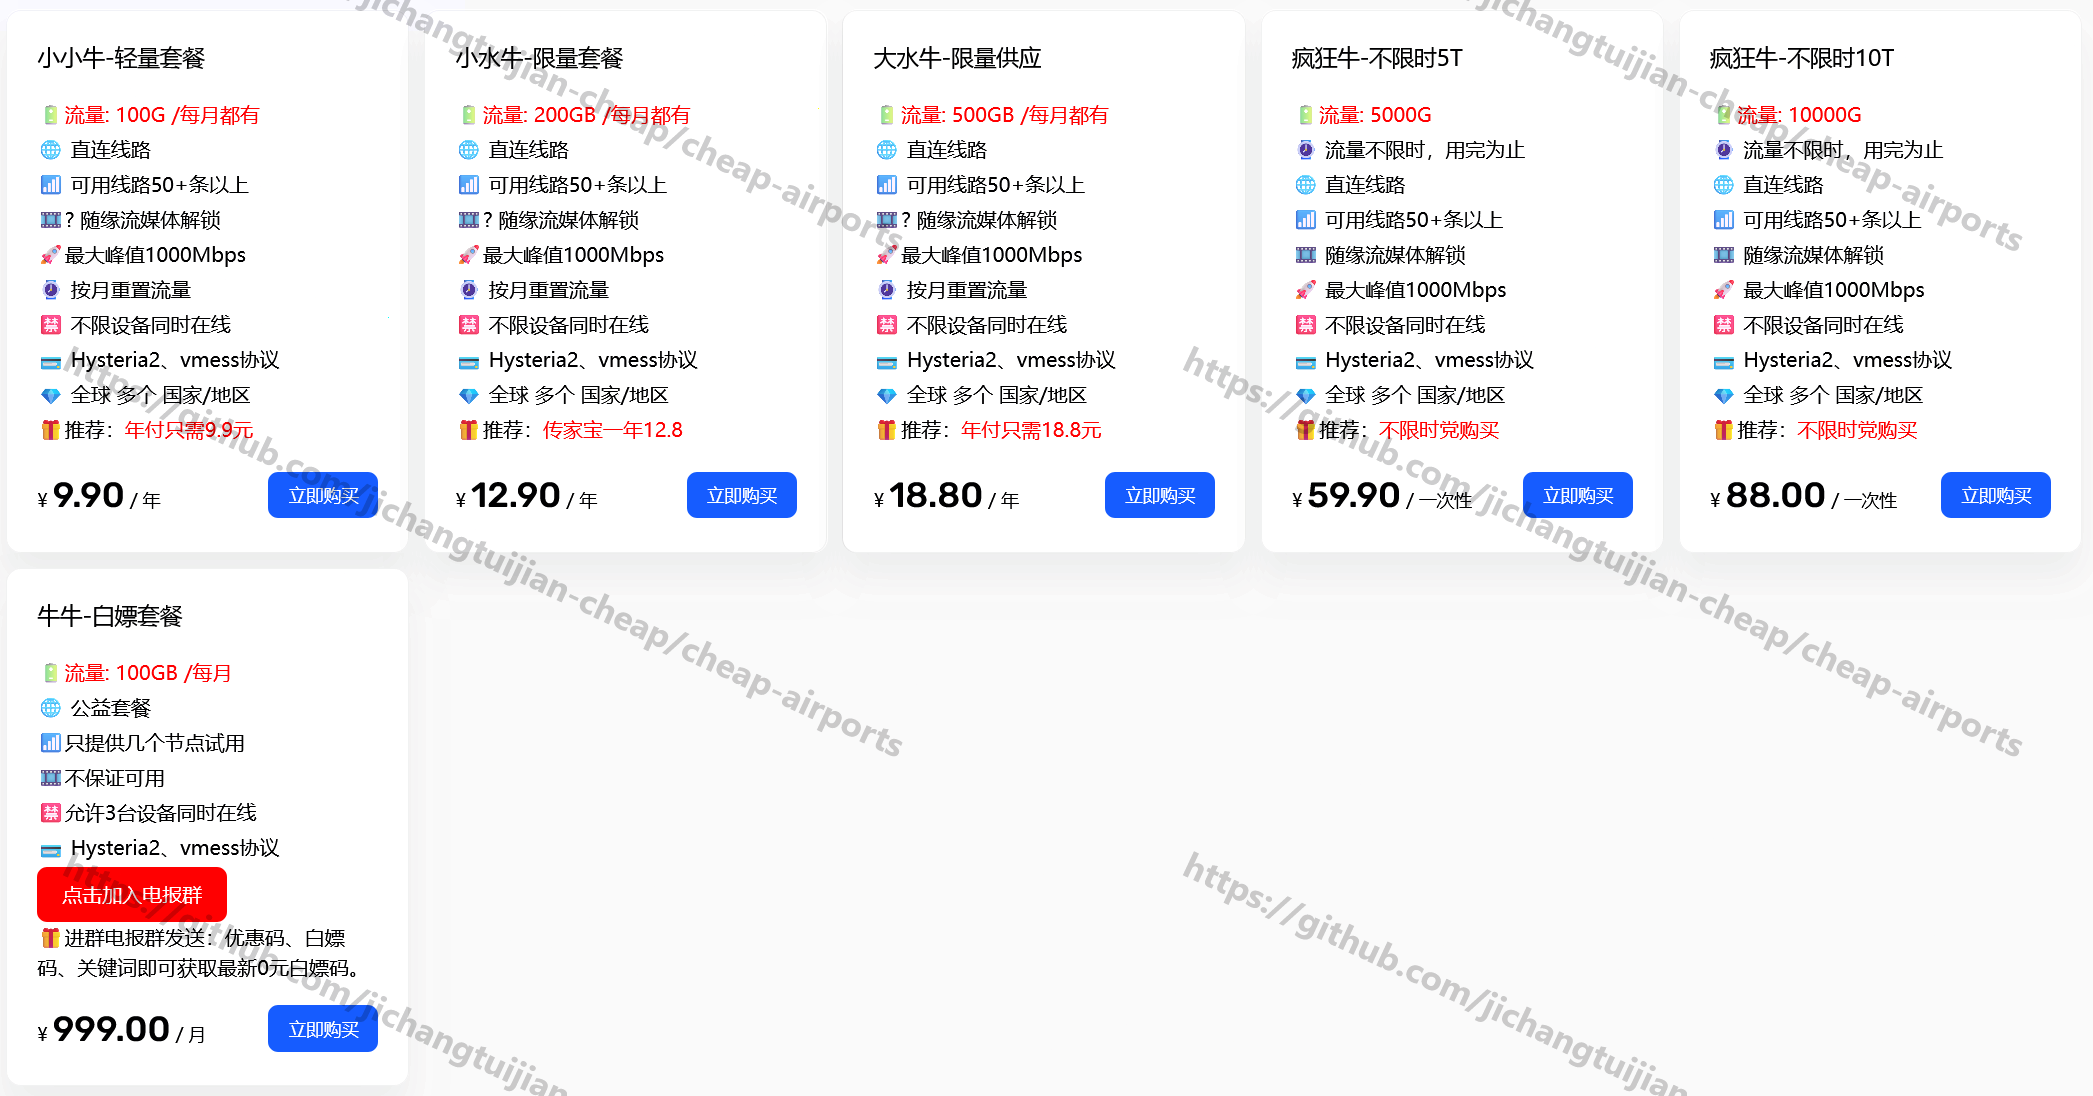 小小牛-轻量套餐
流量: 100G /每月都有
直连线路
可用线路50+条以上
? 随缘流媒体解锁
最大峰值1000Mbps
按月重置流量
禁 不限设备同时在线
Hysteria2、vmess协议
全球 多个 国家/地区
推荐：年付只需9.9元
¥ 9.90 / 年
立即购买
小水牛-限量套餐
流量: 200GB /每月都有
直连线路
可用线路50+条以上
? 随缘流媒体解锁
最大峰值1000Mbps
按月重置流量
禁 不限设备同时在线
Hysteria2、vmess协议
全球 多个 国家/地区
推荐：传家宝一年12.8
¥ 12.90 / 年
立即购买
大水牛-限量供应
流量: 500GB /每月都有
直连线路
可用线路50+条以上
? 随缘流媒体解锁
最大峰值1000Mbps
按月重置流量
禁 不限设备同时在线
Hysteria2、vmess协议
全球 多个 国家/地区
推荐：年付只需18.8元
¥ 18.80 / 年
立即购买
疯狂牛-不限时5T
流量: 5000G
流量不限时，用完为止
直连线路
可用线路50+条以上
随缘流媒体解锁
最大峰值1000Mbps
禁 不限设备同时在线
Hysteria2、vmess协议
全球 多个 国家/地区
推荐：不限时党购买
¥ 59.90 / 一次性
立即购买
疯狂牛-不限时10T
流量: 10000G
流量不限时，用完为止
直连线路
可用线路50+条以上
随缘流媒体解锁
最大峰值1000Mbps
禁 不限设备同时在线
Hysteria2、vmess协议
全球 多个 国家/地区
推荐：不限时党购买
¥ 88.00 / 一次性
立即购买
牛牛-白嫖套餐
流量: 100GB /每月
公益套餐
只提供几个节点试用
不保证可用
禁 允许3台设备同时在线
Hysteria2、vmess协议
点击加入电报群
进群电报群发送：优惠码、白嫖
码、关键词即可获取最新0元白嫖码。
¥ 999.00 / 月
立即购买
/jichangtuijian-cheap/cheap-airports
/jichangtuijian-cheap/cheap-airports
https://github.com/jichangtuijian-cheap/cheap-airports
https://github.com/jichangtuijian-cheap/cheap-airports
https://github.com/jichangtuijian
https://github.com/jichangtuijian